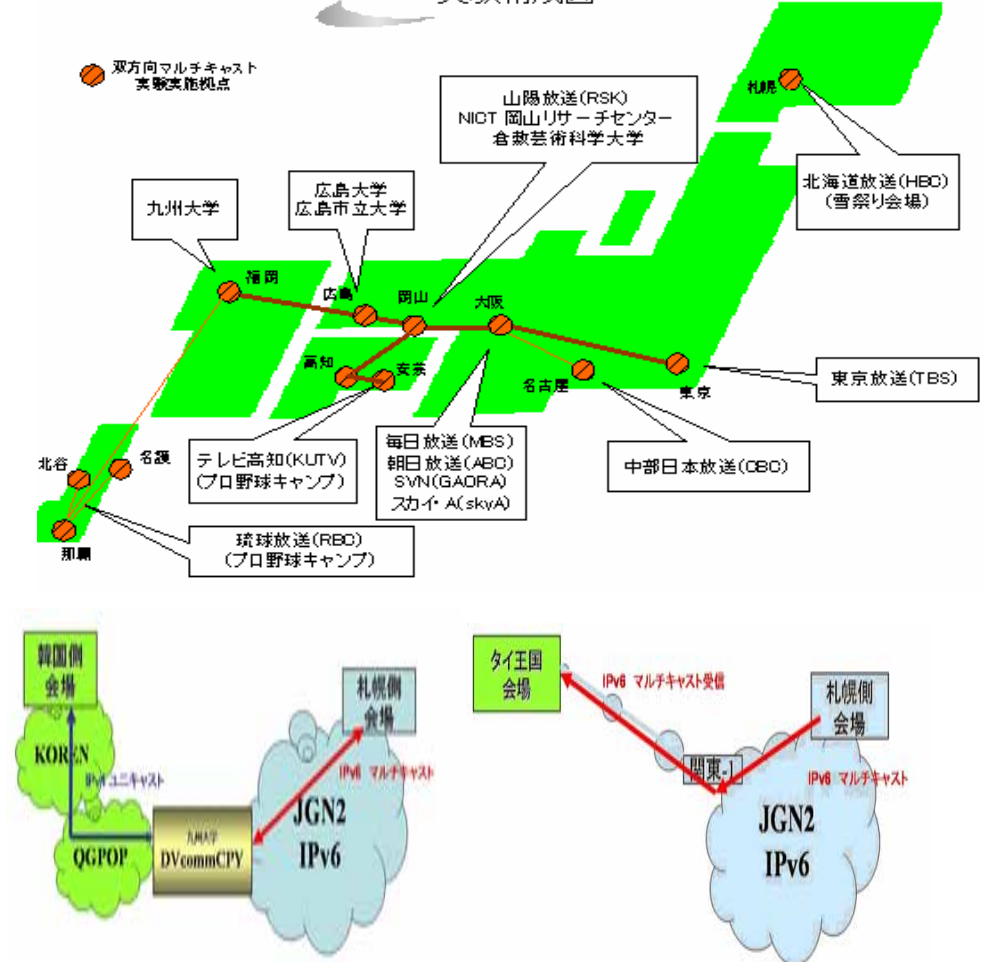 双方向マルチキャスト
実験実施拠点
山陽放送(RSK)
NICT 岡山リサーチセンター
倉敷芸術科学大学
札幌
北海道放送(HBC)
(雪祭り会場)
九州大学
広島大学
広島市立大学
福岡
広島
岡山
大阪
高知
安芸
名古屋
東京
東京放送(TBS)
北谷
名護
那覇
テレビ高知(KUTV)
(プロ野球キャンプ)
毎日放送(MBS)
朝日放送(ABC)
SVN(GAORA)
スカイ・A(skyA)
中部日本放送(CBC)
琉球放送(RBC)
(プロ野球キャンプ)
韓国側
会場
札幌側
会場
KOREN
IPv4 ユニキャスト
IPv6 マルチキャスト
JGN2
IPv6
QGPOP
九州大学
DVcommCPY
タイ王国
会場
IPv6 マルチキャスト受信
札幌側
会場
関東-1
IPv6 マルチキャスト
JGN2
IPv6